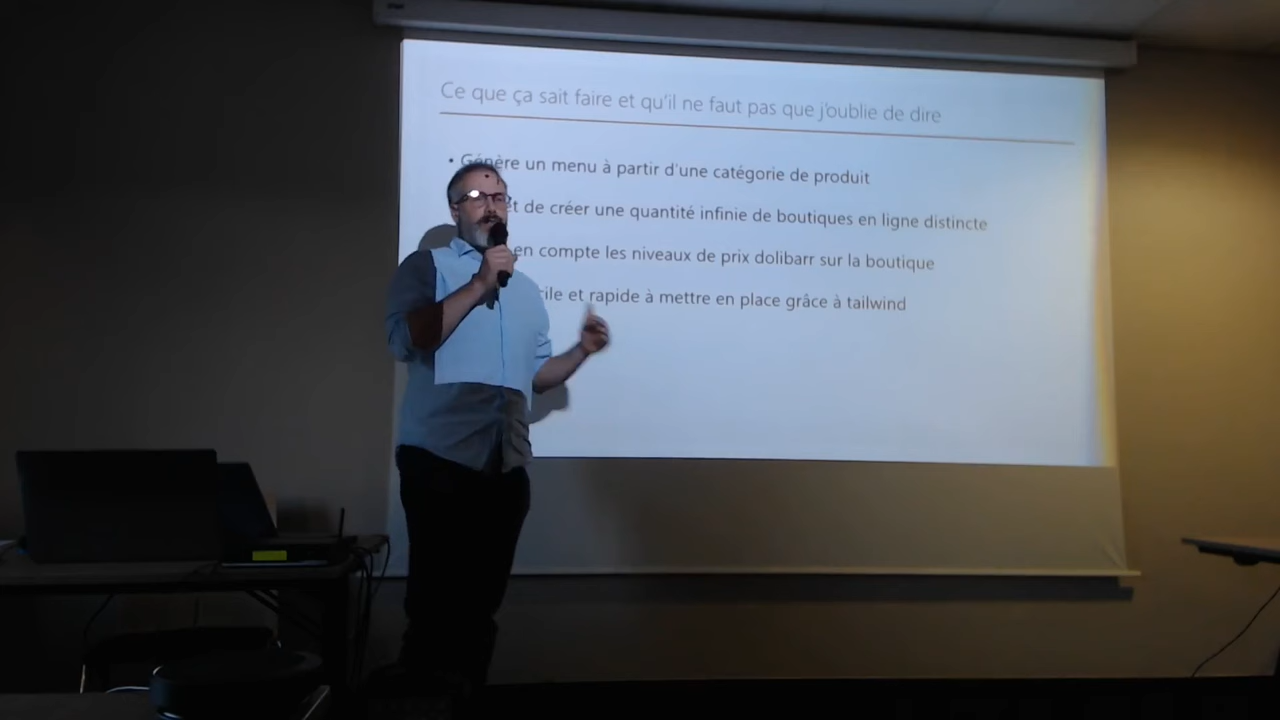 Ce que ça sait faire et qu'il ne faut pas que j'oublie de dire
• Génère un menu à partir d'une catégorie de produit
de créer une quantité infinie de boutiques en ligne distincte
en compte les niveaux de prix dolibarr sur la boutique
et rapide à mettre en place grâce à tailwind